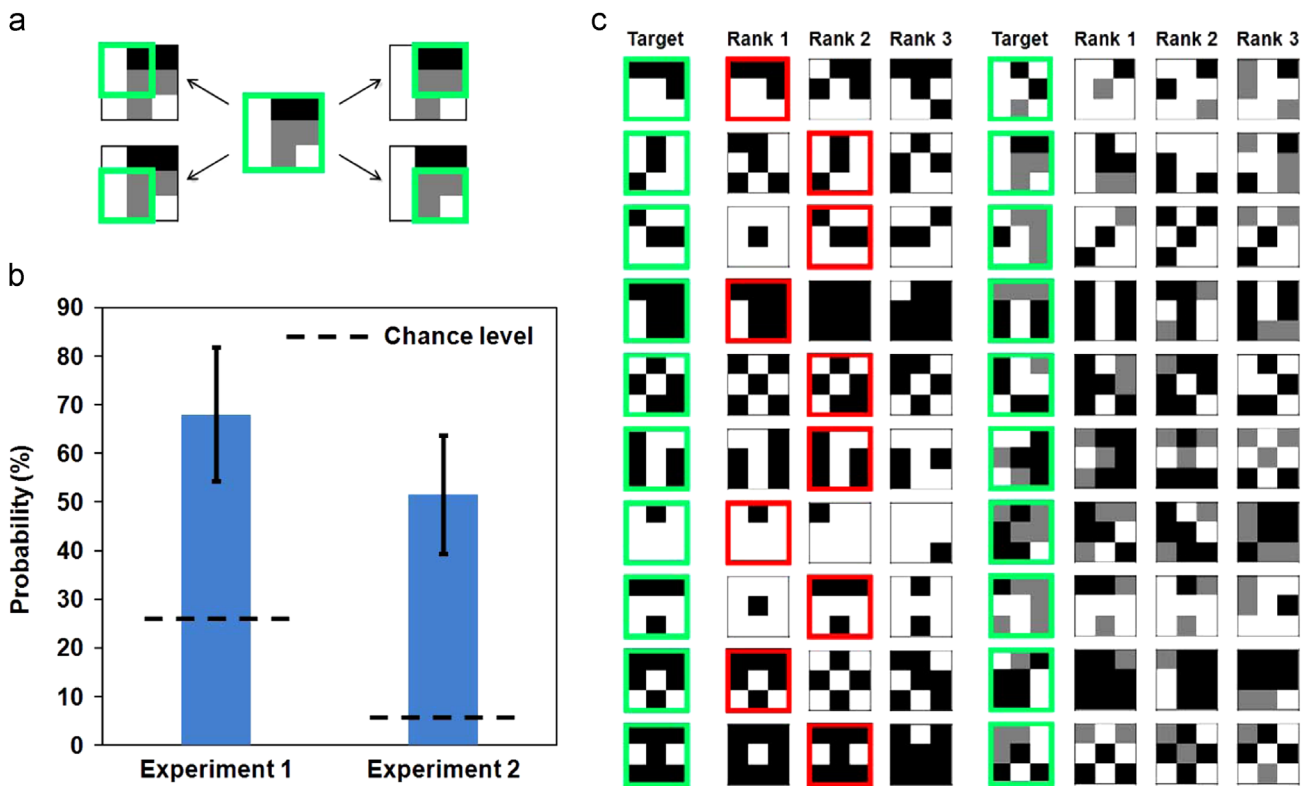 a
c
Target Rank 1 Rank 2 Rank 3 Target Rank 1 Rank 2 Rank 3
b
90
80
70
60
50
40
30
20
10
0
Probability (%)
Chance level
Experiment 1 Experiment 2